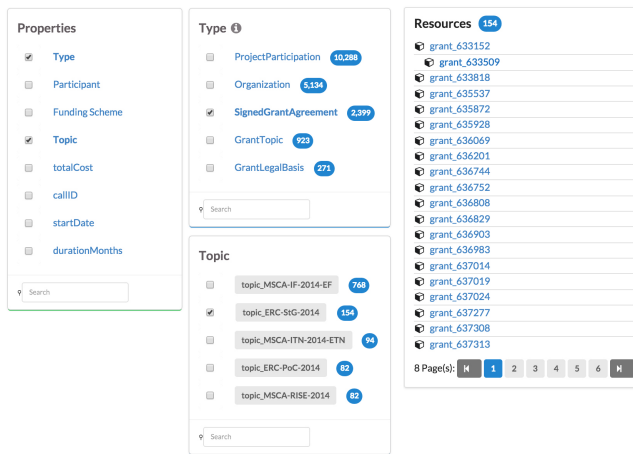 Properties
Type
Participant
Funding Scheme
Topic
totalCost
callID
startDate
durationMonths
Search
Type
ProjectParticipation 10,288
Organization 5,134
SignedGrantAgreement 2,399
GrantTopic 923
GrantLegalBasis 271
Search
Topic
topic_MSCA-IF-2014-EF 768
topic_ERC-StG-2014 154
topic_MSCA-ITN-2014-ETN 94
topic_ERC-PoC-2014 82
topic_MSCA-RISE-2014 82
Search
Resources 154
grant_633152
grant_633509
grant_633818
grant_635537
grant_635872
grant_635928
grant_636069
grant_636201
grant_636744
grant_636752
grant_636808
grant_636829
grant_636903
grant_636983
grant_637014
grant_637019
grant_637024
grant_637277
grant_637308
grant_637313
8 Page(s): 1 2 3 4 5 6